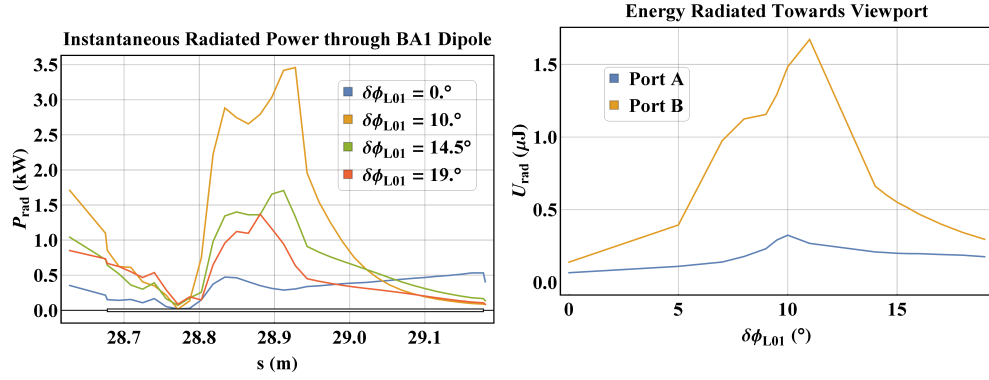 Instantaneous Radiated Power through BA1 Dipole
3.5
3.0
2.5
2.0
1.5
1.0
0.5
0.0
P_rad (kW)
δϕ_L01 = 0.°
δϕ_L01 = 10.°
δϕ_L01 = 14.5°
δϕ_L01 = 19.°
28.7 28.8 28.9 29.0 29.1
s (m)
Energy Radiated Towards Viewport
1.5
1.0
0.5
0.0
U_rad (μJ)
Port A
Port B
0 5 10 15
δϕ_L01 (°)